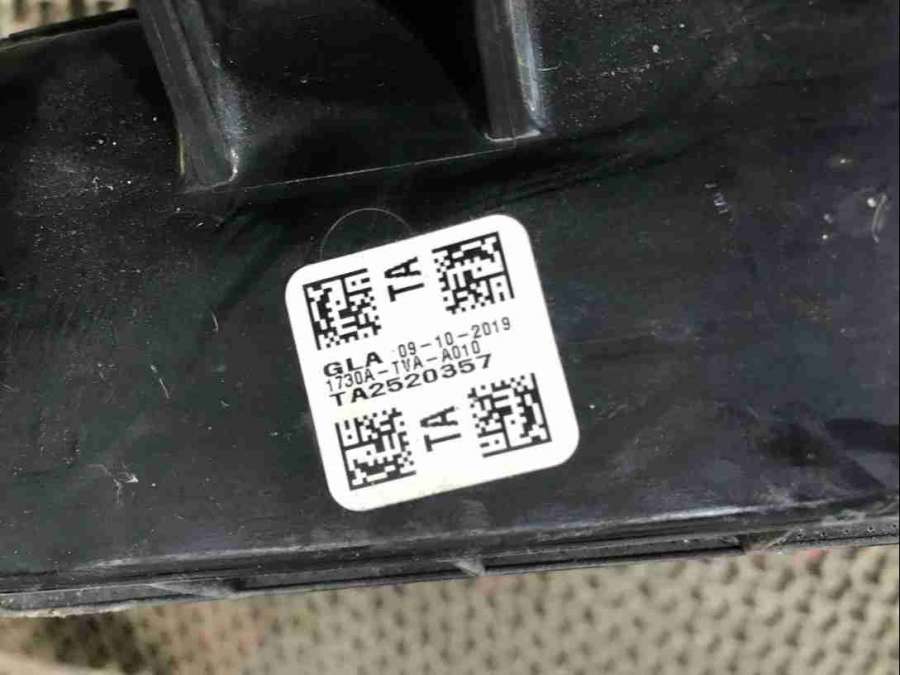 TA
GLA 09-10-2019
1730A-TVA-A010
TA2520357
TA